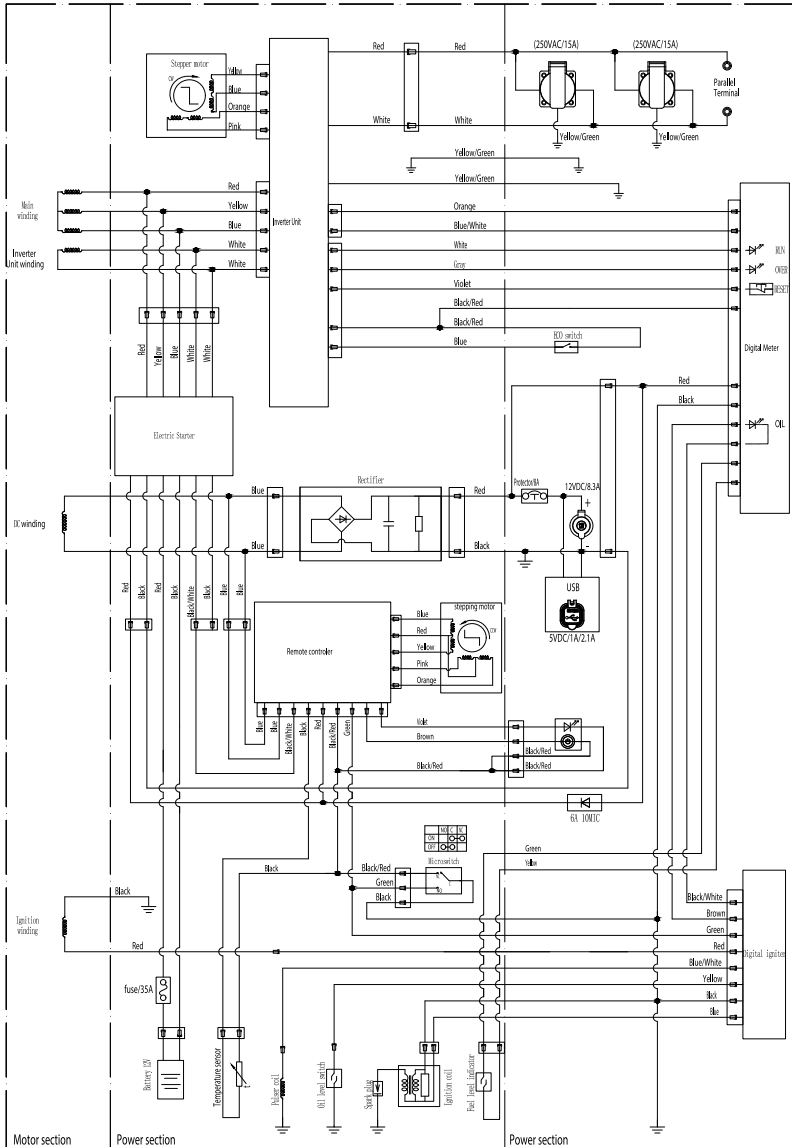 Stepper motor
CW
Yellow
Blue
Orange
Pink
Red
Red
(250VAC/15A)
(250VAC/15A)
Parallel
Terminal
White
White
Yellow/Green
Yellow/Green
Yellow/Green
Yellow/Green
Main
winding
Red
Yellow
Blue
White
White
Inverter
Unit winding
Inverter Unit
Orange
Blue/White
White
Gray
Violet
Black/Red
Black/Red
Blue
ECO switch
RUN
OVER
RESET
Digital Meter
OIL
Red
Black
Red
Yellow
Blue
White
White
Electric Starter
DC winding
Blue
Blue
Rectifier
Red
Black
Protector/8A
12VDC/8.3A
+
-
USB
5VDC/1A/2.1A
Red
Black
Red
Black
Black/White
Black
Blue
Blue
Remote controler
Blue
Red
Yellow
Pink
Orange
stepping motor
CCW
Blue
Blue
Black/White
Black
Red
Black/Red
Green
Violet
Brown
Black/Red
Black/Red
Black/Red
6A 10MIC
NO C NC
ON
OFF
Microswitch
Black
Black/Red
Green
Black
NO
Green
Yellow
Ignition
winding
Black
Red
Black/White
Brown
Green
Red
Blue/White
Yellow
Black
Blue
Digital igniter
fuse/35A
Battery 12V
Temperature sensor
Pulser coil
Oil level switch
Spark plug
Ignition coil
Fuel level indicator
Motor section
Power section
Power section